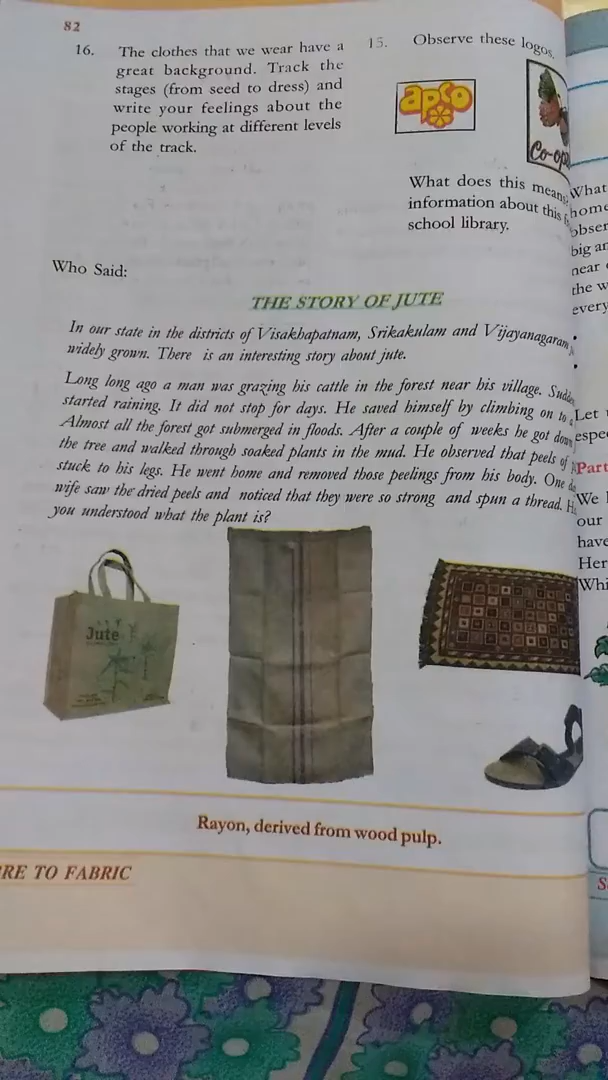 82
16. The clothes that we wear have a
great background. Track the
stages (from seed to dress) and
write your feelings about the
people working at different levels
of the track.
15. Observe these logos.
apco
Co-op
What does this mean
information about this
school library.
Who Said:
THE STORY OF JUTE
In our state in the districts of Visakhapatnam, Srikakulam and Vijayanagaram
widely grown. There is an interesting story about jute.
Long long ago a man was grazing his cattle in the forest near his village.
started raining. It did not stop for days. He saved himself by climbing on to a
Almost all the forest got submerged in floods. After a couple of weeks he got down
the tree and walked through soaked plants in the mud. He observed that peels of
stuck to his legs. He went home and removed those peelings from his body. One
wife saw the dried peels and noticed that they were so strong and spun a thread.
you understood what the plant is?
Jute
Rayon, derived from wood pulp.
RE TO FABRIC
What
home
obser
big an
near
the w
every
Let
espe
Part
We
our
have
Her
Whi
S